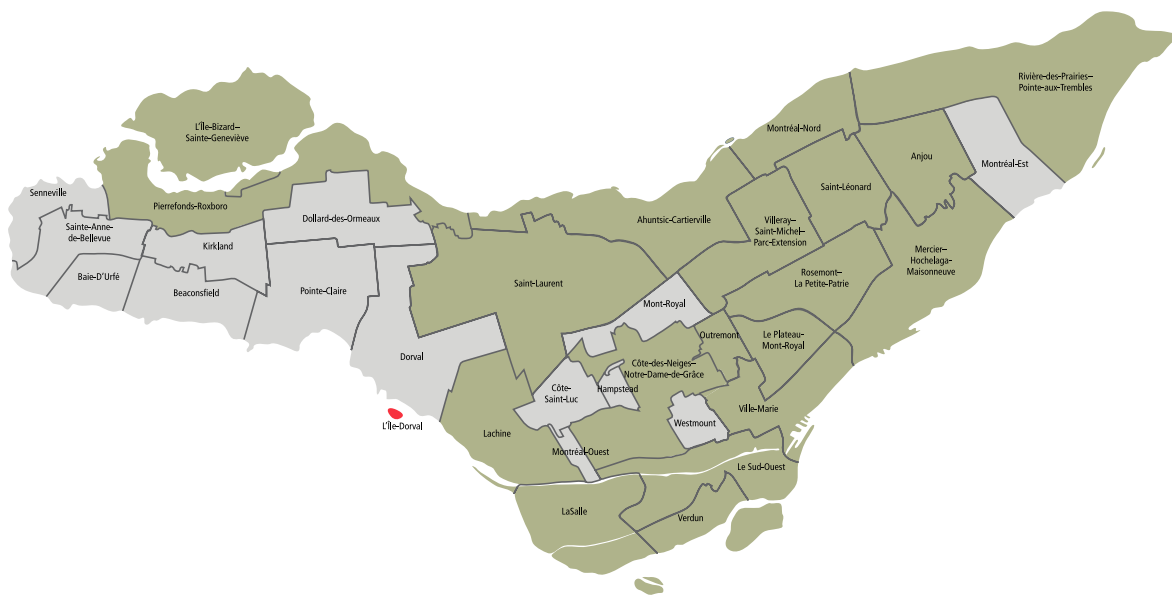 Rivière-des-Prairies–
Pointe-aux-Trembles
L'Île-Bizard–
Sainte-Geneviève
Montréal-Nord
Anjou
Montréal-Est
Saint-Léonard
Senneville
Pierrefonds-Roxboro
Dollard-des-Ormeaux
Ahuntsic-Cartierville
Villeray–
Saint-Michel–
Parc-Extension
Sainte-Anne-
de-Bellevue
Kirkland
Mercier–
Hochelaga-
Maisonneuve
Baie-D'Urfé
Beaconsfield
Pointe-Claire
Saint-Laurent
Rosemont–
La Petite-Patrie
Mont-Royal
Outremont
Le Plateau-
Mont-Royal
Dorval
Côte-des-Neiges–
Notre-Dame-de-Grâce
Côte-
Saint-Luc
Hampstead
Ville-Marie
L'Île-Dorval
Westmount
Lachine
Montréal-Ouest
Le Sud-Ouest
LaSalle
Verdun